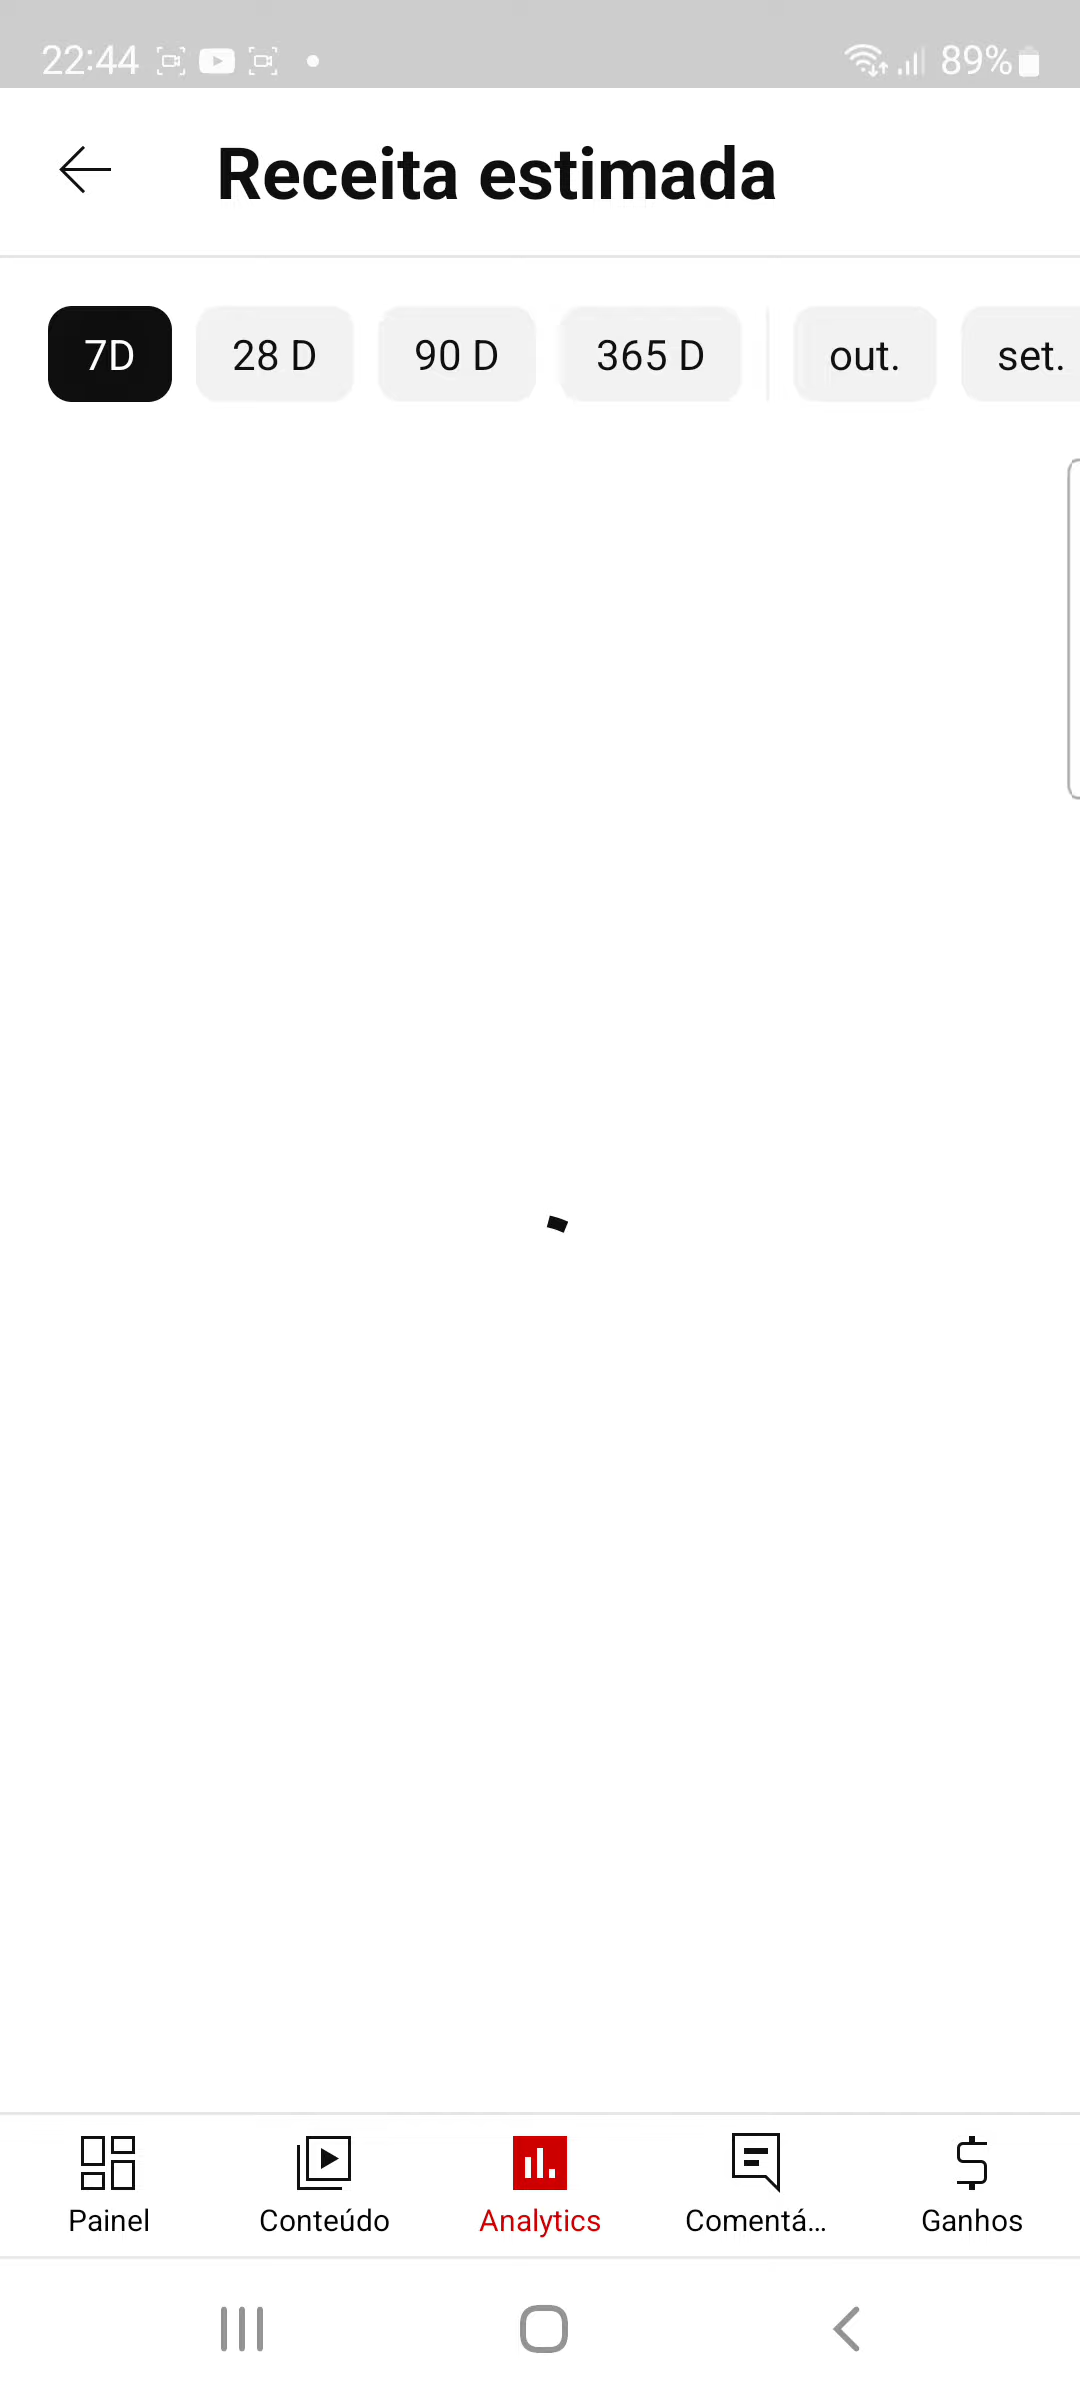 22:44
89%
Receita estimada
7D 28 D 90 D 365 D out. set.
Painel Conteúdo Analytics Comentá... Ganhos